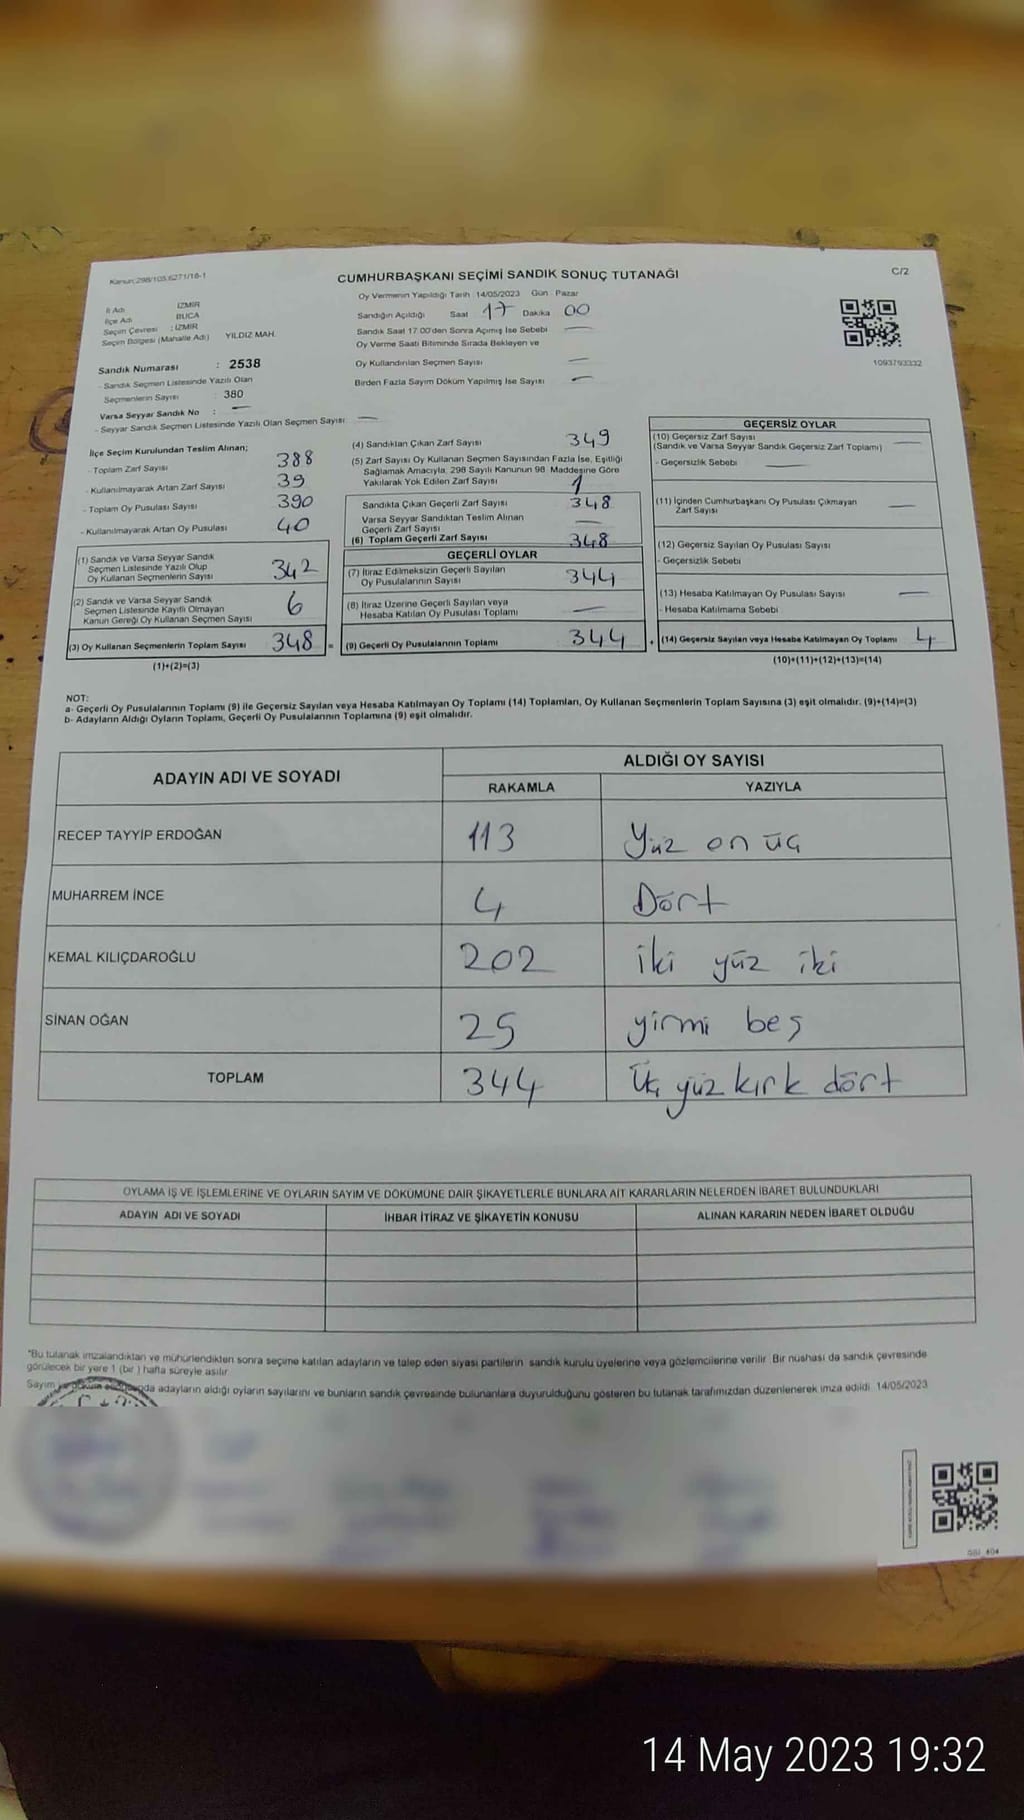 Kanun:298/105,6271/16-1
CUMHURBAŞKANI SEÇİMİ SANDIK SONUÇ TUTANAĞI
C/2
Oy Vermenin Yapıldığı Tarih 14/05/2023 Gün Pazar
İl Adı İZMİR
İlçe Adı BUCA
Seçim Çevresi : İZMİR
Seçim Bölgesi (Mahalle Adı) YILDIZ MAH.
Sandığın Açıldığı Saat 17 Dakika 00
Sandık Saat 17.00'den Sonra Açımış İse Sebebi —
Oy Verme Saati Bitiminde Sırada Bekleyen ve
Oy Kullandırılan Seçmen Sayısı —
Birden Fazla Sayım Döküm Yapılmış İse Sayısı —
1093793332
Sandık Numarası : 2538
- Sandık Seçmen Listesinde Yazılı Olan
Seçmenlerin Sayısı : 380
Varsa Seyyar Sandık No : —
- Seyyar Sandık Seçmen Listesinde Yazılı Olan Seçmen Sayısı —
İlçe Seçim Kurulundan Teslim Alınan;
- Toplam Zarf Sayısı 388
- Kullanılmayarak Artan Zarf Sayısı 39
- Toplam Oy Pusulası Sayısı 390
- Kullanılmayarak Artan Oy Pusulası 40
(1) Sandık ve Varsa Seyyar Sandık
Seçmen Listesinde Yazılı Olup
Oy Kullanan Seçmenlerin Sayısı 342
(2) Sandık ve Varsa Seyyar Sandık
Seçmen Listesinde Kayıtlı Olmayan
Kanun Gereği Oy Kullanan Seçmen Sayısı 6
(3) Oy Kullanan Seçmenlerin Toplam Sayısı 348 =
(1)+(2)=(3)
(4) Sandıktan Çıkan Zarf Sayısı 349
(5) Zarf Sayısı Oy Kullanan Seçmen Sayısından Fazla İse, Eşitliği
Sağlamak Amacıyla, 298 Sayılı Kanunun 98. Maddesine Göre
Yakılarak Yok Edilen Zarf Sayısı 1
Sandıkta Çıkan Geçerli Zarf Sayısı 348
Varsa Seyyar Sandıktan Teslim Alınan
Geçerli Zarf Sayısı —
(6) Toplam Geçerli Zarf Sayısı 348
GEÇERLİ OYLAR
(7) İtiraz Edilmeksizin Geçerli Sayılan
Oy Pusulalarının Sayısı 344
(8) İtiraz Üzerine Geçerli Sayılan veya
Hesaba Katılan Oy Pusulası Toplamı —
(9) Geçerli Oy Pusulalarının Toplamı 344 +
GEÇERSİZ OYLAR
(10) Geçersiz Zarf Sayısı —
(Sandık ve Varsa Seyyar Sandık Geçersiz Zarf Toplamı)
- Geçersizlik Sebebi —
(11) İçinden Cumhurbaşkanı Oy Pusulası Çıkmayan
Zarf Sayısı —
(12) Geçersiz Sayılan Oy Pusulası Sayısı
- Geçersizlik Sebebi
(13) Hesaba Katılmayan Oy Pusulası Sayısı —
- Hesaba Katılmama Sebebi
(14) Geçersiz Sayılan veya Hesaba Katılmayan Oy Toplamı 4
(10)+(11)+(12)+(13)=(14)
NOT:
a- Geçerli Oy Pusulalarının Toplamı (9) ile Geçersiz Sayılan veya Hesaba Katılmayan Oy Toplamı (14) Toplamları, Oy Kullanan Seçmenlerin Toplam Sayısına (3) eşit olmalıdır. (9)+(14)=(3)
b- Adayların Aldığı Oyların Toplamı, Geçerli Oy Pusulalarının Toplamına (9) eşit olmalıdır.
ADAYIN ADI VE SOYADI ALDIĞI OY SAYISI
RAKAMLA YAZIYLA
RECEP TAYYİP ERDOĞAN 113 Yüz on üç
MUHARREM İNCE 4 Dört
KEMAL KILIÇDAROĞLU 202 iki yüz iki
SİNAN OĞAN 25 yirmi beş
TOPLAM 344 Üç yüz kırk dört
OYLAMA İŞ VE İŞLEMLERİNE VE OYLARIN SAYIM VE DÖKÜMÜNE DAİR ŞİKAYETLERLE BUNLARA AİT KARARLARIN NELERDEN İBARET BULUNDUKLARI
ADAYIN ADI VE SOYADI İHBAR İTİRAZ VE ŞİKAYETİN KONUSU ALINAN KARARIN NEDEN İBARET OLDUĞU
*Bu tutanak imzalandıktan ve mühürlendikten sonra seçime katılan adayların ve talep eden siyasi partilerin sandık kurulu üyelerine veya gözlemcilerine verilir. Bir nüshası da sandık çevresinde
görülecek bir yere 1 (bir) hafta süreyle asılır
Sayım adayların aldığı oyların sayılarını ve bunların sandık çevresinde bulunanlara duyurulduğunu gösteren bu tutanak tarafımızdan düzenlenerek imza edildi. 14/05/2023
14 May 2023 19:32